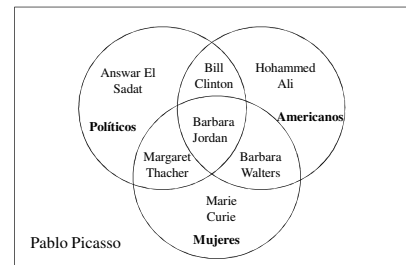 Answar El
Sadat
Bill
Clinton
Hohammed
Ali
Políticos
Americanos
Barbara
Jordan
Margaret
Thacher
Barbara
Walters
Marie
Curie
Mujeres
Pablo Picasso